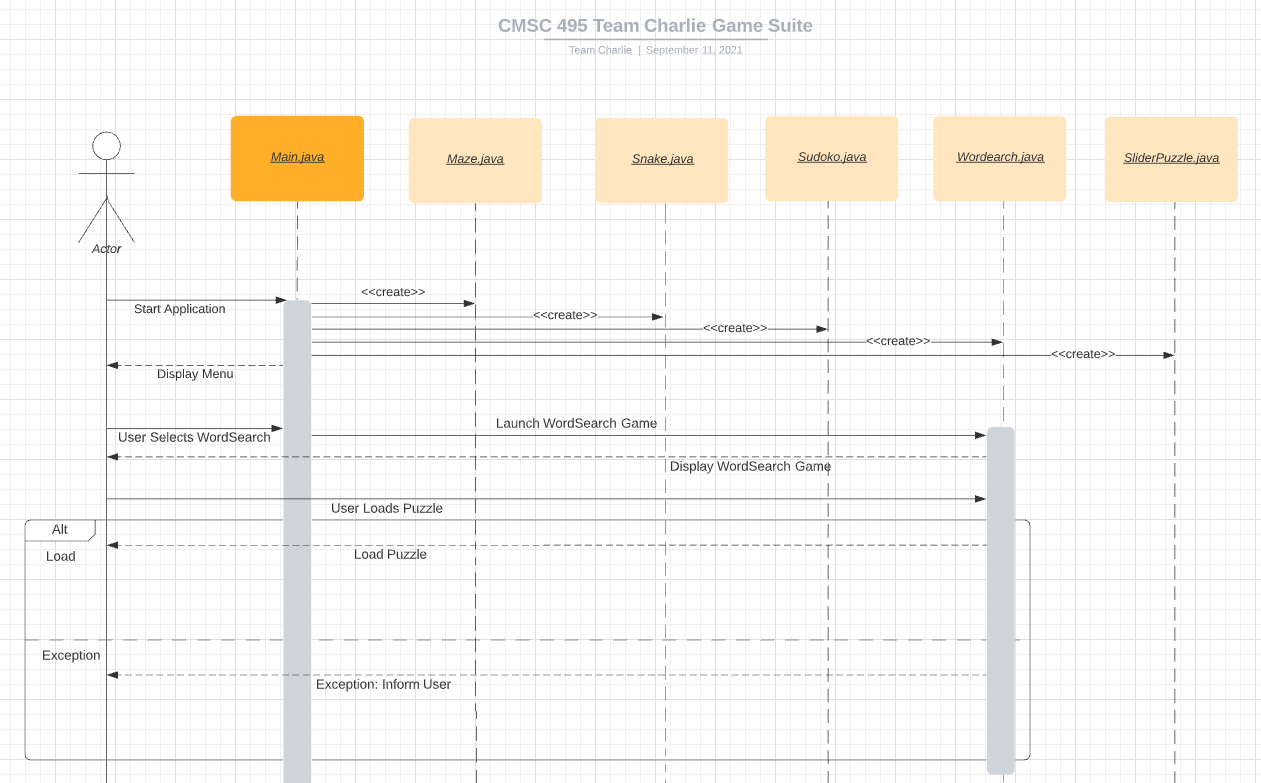 CMSC 495 Team Charlie Game Suite
Team Charlie | September 11, 2021
Main.java
Maze.java
Snake.java
Sudoko.java
Wordearch.java
SliderPuzzle.java
Actor
<<create>>
Start Application
<<create>>
<<create>>
<<create>>
<<create>>
Display Menu
Launch WordSearch Game
User Selects WordSearch
Display WordSearch Game
User Loads Puzzle
Alt
Load
Load Puzzle
Exception
Exception: Inform User